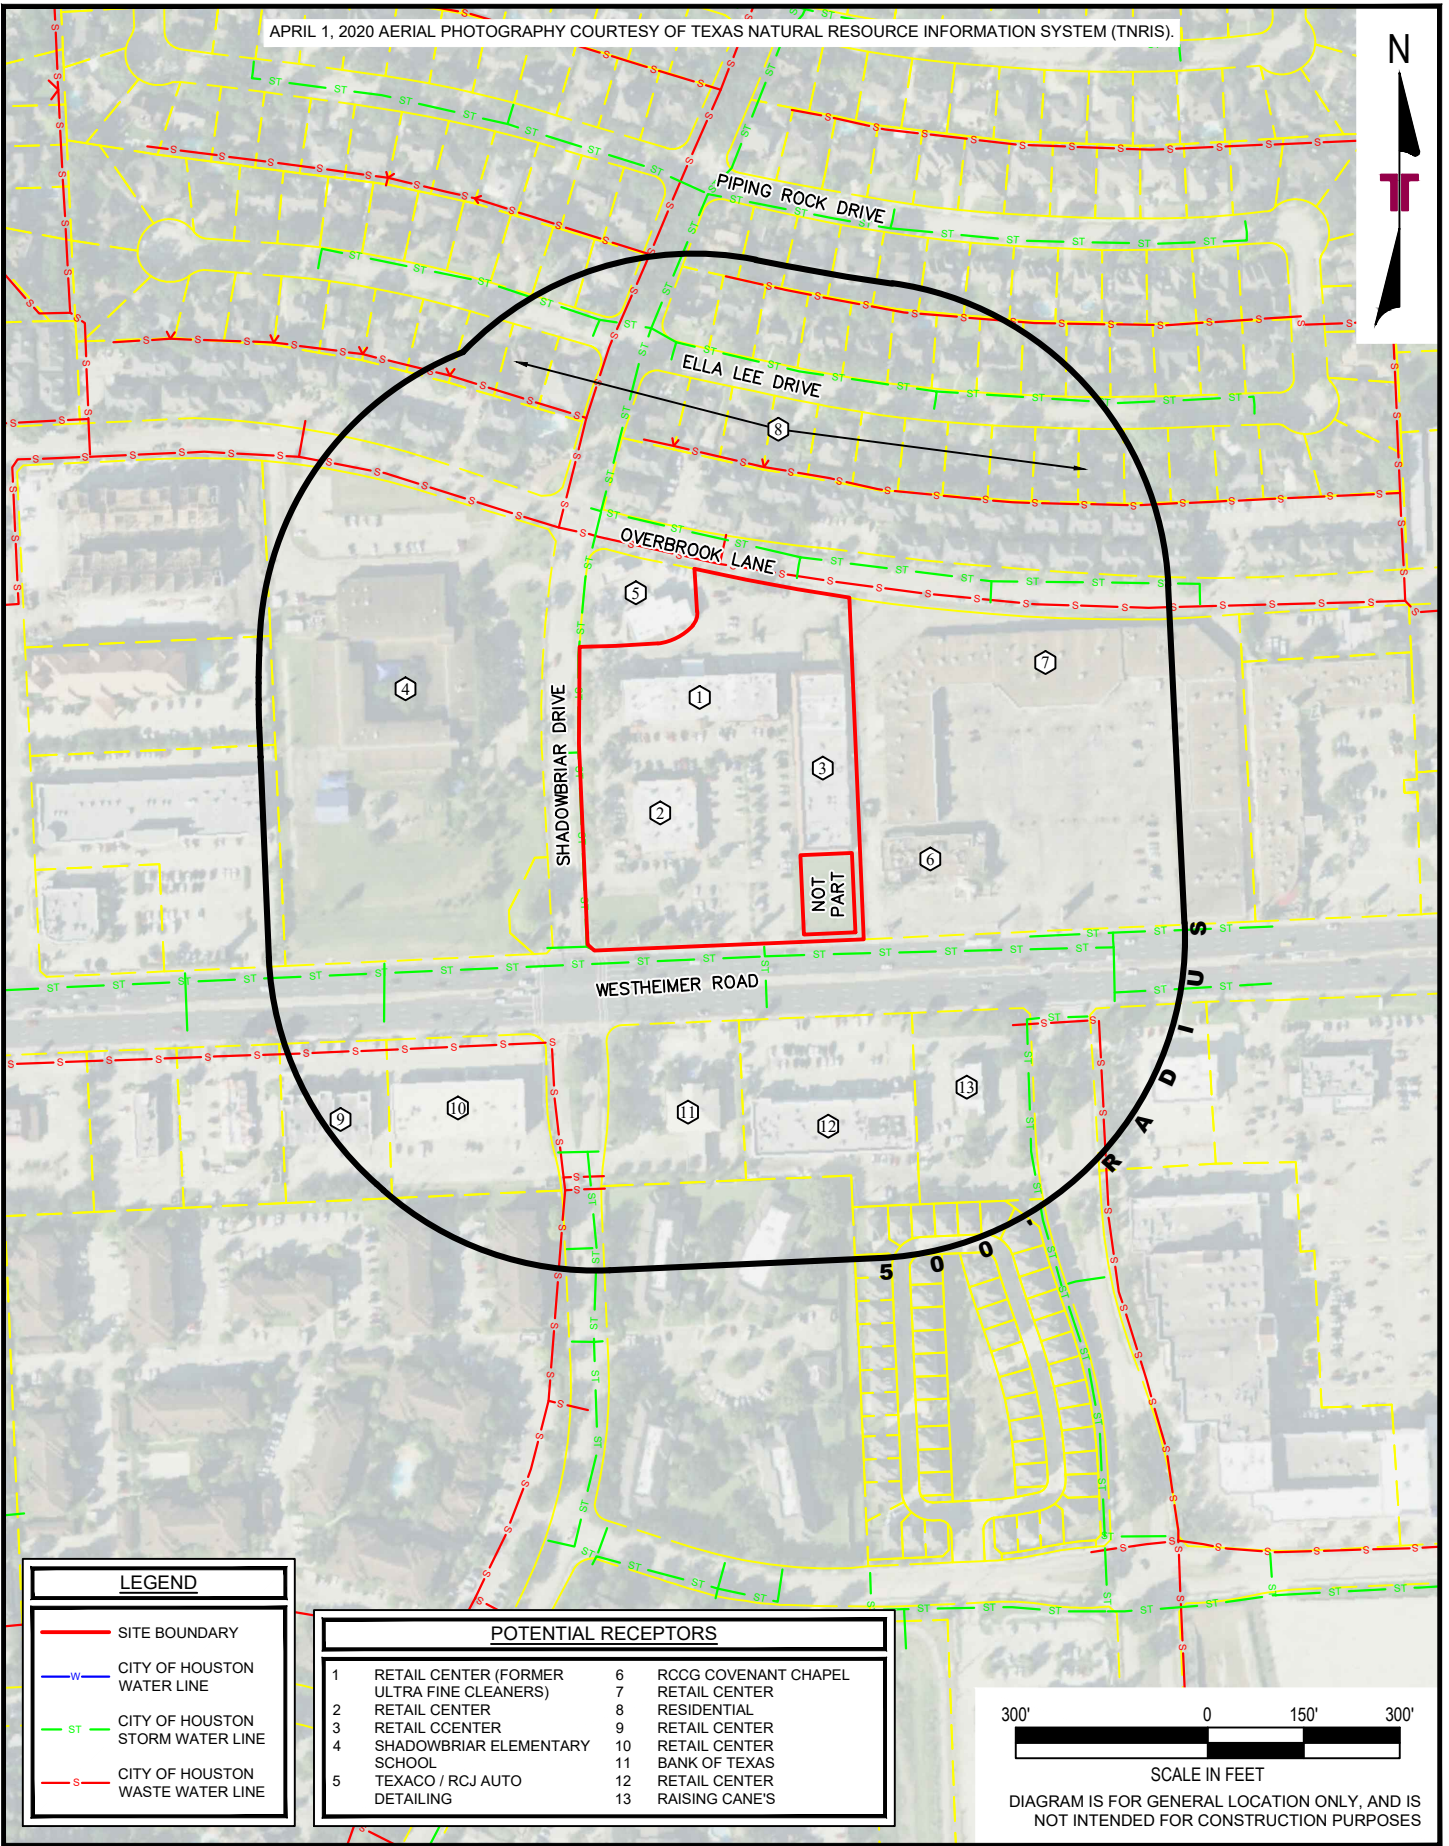 APRIL 1, 2020 AERIAL PHOTOGRAPHY COURTESY OF TEXAS NATURAL RESOURCE INFORMATION SYSTEM (TNRIS).
N
PIPING ROCK DRIVE
ELLA LEE DRIVE
8
OVERBROOK LANE
5
7
4
1
SHADOWBRIAR DRIVE
3
2
6
NOT
PART
WESTHEIMER ROAD
13
9
10
11
12
500' RADIUS
LEGEND
SITE BOUNDARY
W
CITY OF HOUSTON
WATER LINE
ST
CITY OF HOUSTON
STORM WATER LINE
S
CITY OF HOUSTON
WASTE WATER LINE
POTENTIAL RECEPTORS
1 RETAIL CENTER (FORMER
ULTRA FINE CLEANERS)
2 RETAIL CENTER
3 RETAIL CCENTER
4 SHADOWBRIAR ELEMENTARY
SCHOOL
5 TEXACO / RCJ AUTO
DETAILING
6 RCCG COVENANT CHAPEL
7 RETAIL CENTER
8 RESIDENTIAL
9 RETAIL CENTER
10 RETAIL CENTER
11 BANK OF TEXAS
12 RETAIL CENTER
13 RAISING CANE'S
300' 0 150' 300'
SCALE IN FEET
DIAGRAM IS FOR GENERAL LOCATION ONLY, AND IS
NOT INTENDED FOR CONSTRUCTION PURPOSES